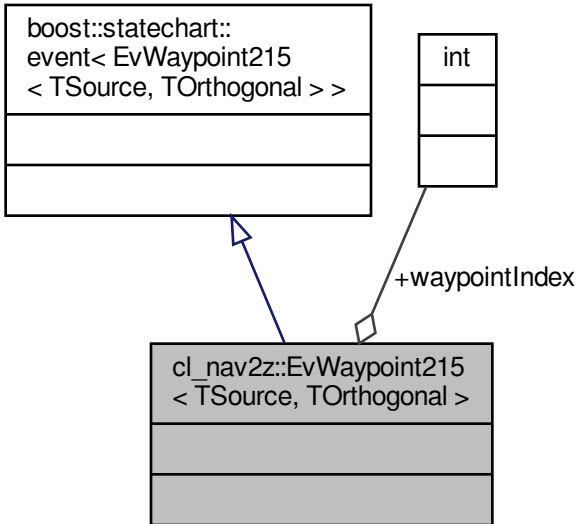 boost::statechart::
event< EvWaypoint215
< TSource, TOrthogonal > >
int
+waypointIndex
cl_nav2z::EvWaypoint215
< TSource, TOrthogonal >